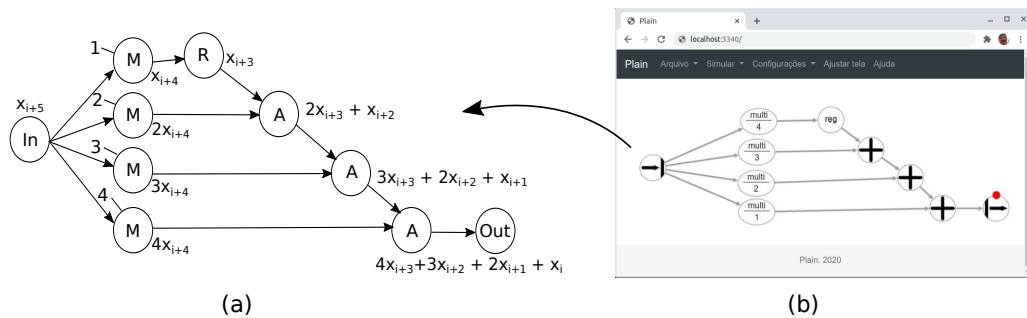 1
M
x_{i+4}
R
x_{i+3}
x_{i+5}
In
2
M
2x_{i+4}
A
2x_{i+3} + x_{i+2}
3
M
3x_{i+4}
A
3x_{i+3} + 2x_{i+2} + x_{i+1}
4
M
4x_{i+4}
A
Out
4x_{i+3}+3x_{i+2} + 2x_{i+1} + x_i
(a)
Plain
localhost:3340/
Plain Arquivo Simular Configurações Ajustar tela Ajuda
multi
4
reg
multi
3
multi
2
multi
1
Plain. 2020
(b)